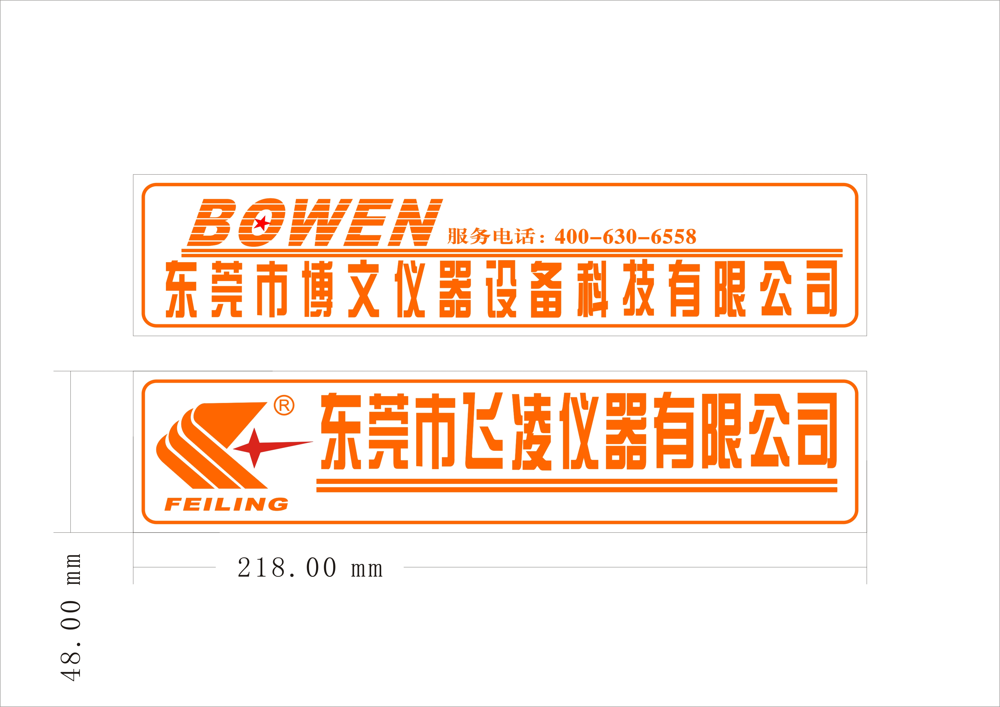 BOWEN
服务电话：400-630-6558
东莞市博文仪器设备科技有限公司
®
东莞市飞凌仪器有限公司
FEILING
218.00 mm
48.00 mm